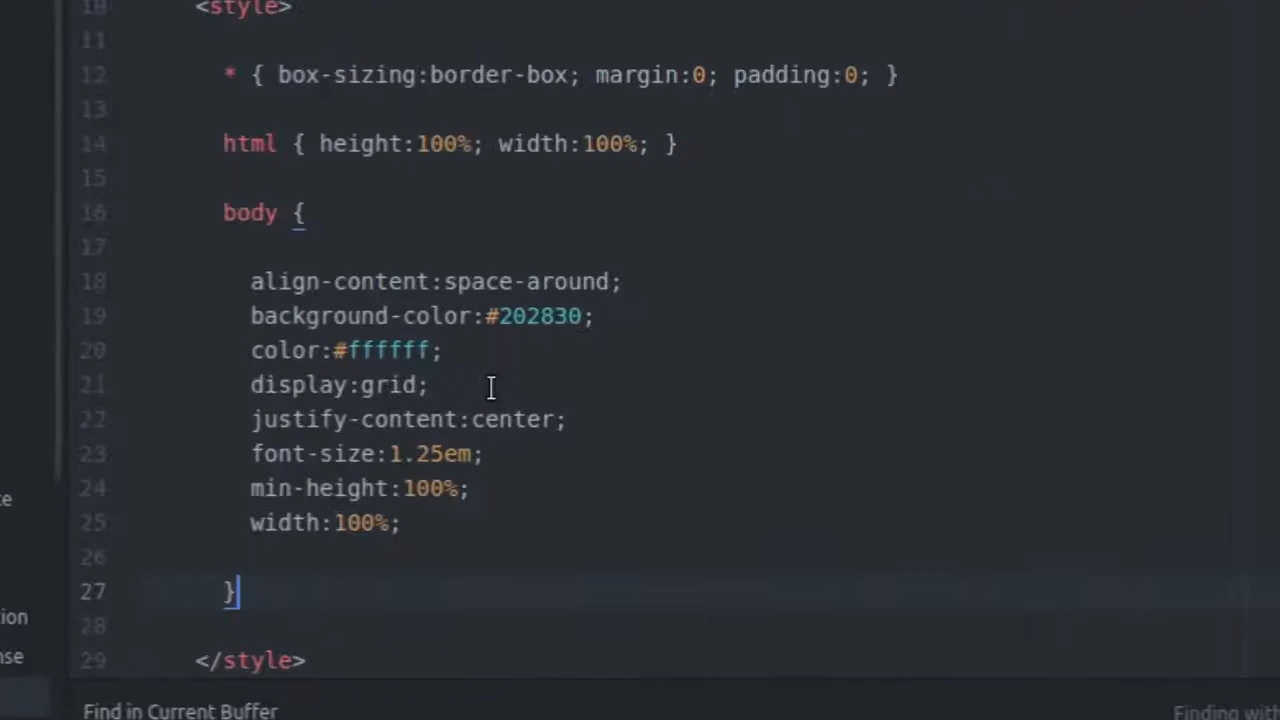 10 <style>
11
12 * { box-sizing:border-box; margin:0; padding:0; }
13
14 html { height:100%; width:100%; }
15
16 body {
17
18 align-content:space-around;
19 background-color:#202830;
20 color:#ffffff;
21 display:grid;
22 justify-content:center;
23 font-size:1.25em;
24 min-height:100%;
25 width:100%;
26
27 }
28
29 </style>
Find in Current Buffer
Finding with